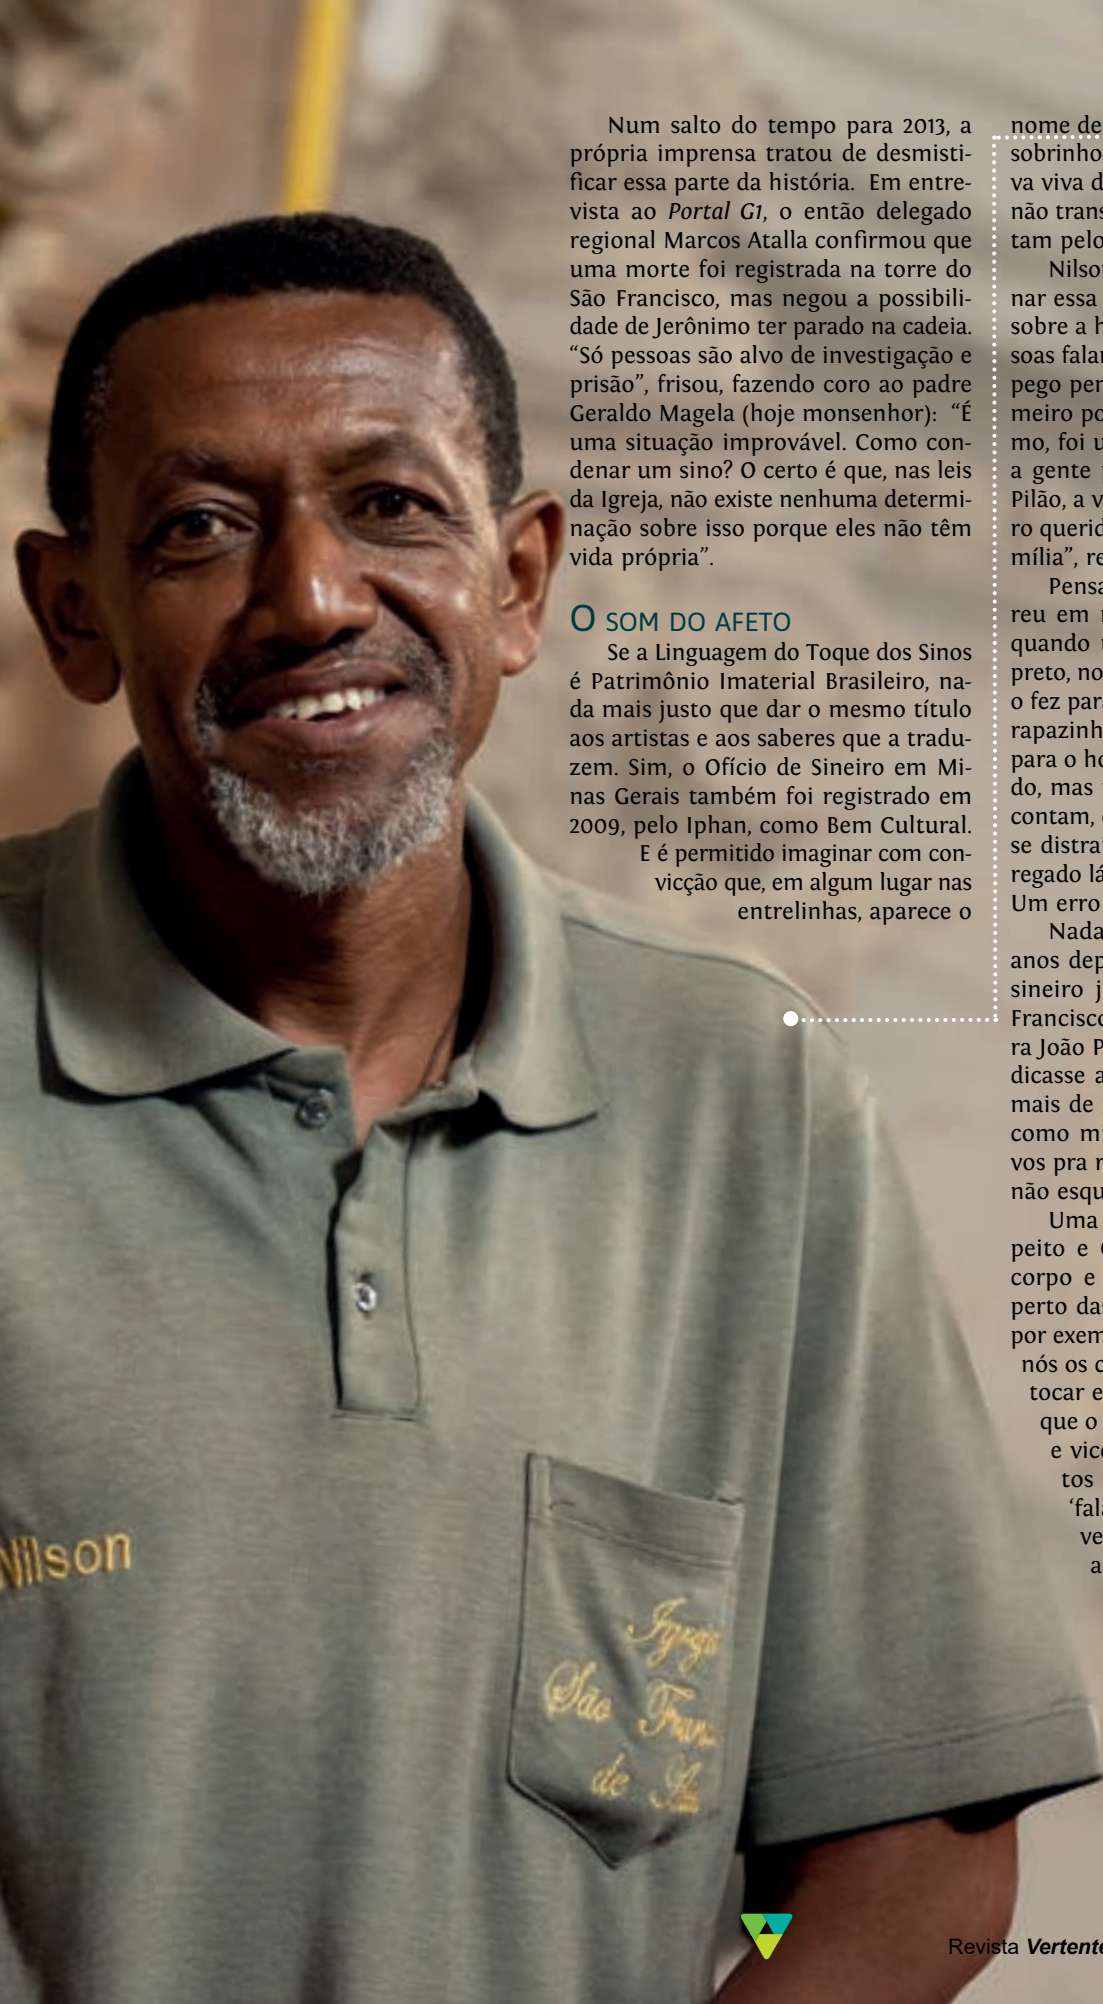 Num salto do tempo para 2013, a
própria imprensa tratou de desmisti-
ficar essa parte da história. Em entre-
vista ao Portal G1, o então delegado
regional Marcos Atalla confirmou que
uma morte foi registrada na torre do
São Francisco, mas negou a possibili-
dade de Jerônimo ter parado na cadeia.
“Só pessoas são alvo de investigação e
prisão”, frisou, fazendo coro ao padre
Geraldo Magela (hoje monsenhor): “É
uma situação improvável. Como con-
denar um sino? O certo é que, nas leis
da Igreja, não existe nenhuma determi-
nação sobre isso porque eles não têm
vida própria”.
O SOM DO AFETO
Se a Linguagem do Toque dos Sinos
é Patrimônio Imaterial Brasileiro, na-
da mais justo que dar o mesmo título
aos artistas e aos saberes que a tradu-
zem. Sim, o Ofício de Sineiro em Mi-
nas Gerais também foi registrado em
2009, pelo Iphan, como Bem Cultural.
E é permitido imaginar com con-
vicção que, em algum lugar nas
entrelinhas, aparece o
nome de
sobrinho
va viva d
não trans
tam pelo
Nilson
nar essa
sobre a h
soas falar
pego per
meiro po
mo, foi u
a gente
Pilão, a v
ro querid
mília”, re
Pensa
reu em
quando
preto, no
o fez para
rapazinh
para o ho
do, mas
contam,
se distra
regado lá
Um erro
Nada
anos dep
sineiro j
Francisco
ra João P
dicasse a
mais de
como mu
vos pra r
não esqu
Uma
peito e
corpo e
perto das
por exem
nós os c
tocar e
que o
e vice
tos
‘fala
ve
a
Nilson
Igreja
São Fran
de
Revista Vertente